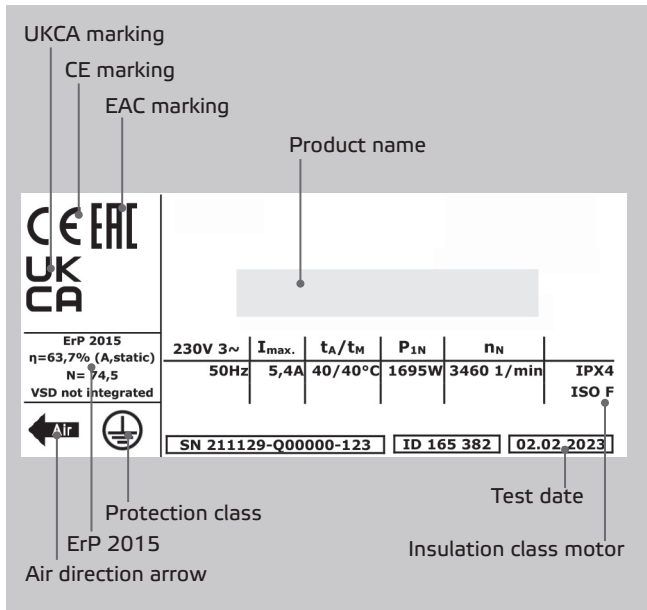 UKCA marking
CE marking
EAC marking
Product name
CE EAC
UK
CA
ErP 2015
η=63,7% (A,static)
N= 74,5
VSD not integrated
230V 3~ Imax. tA/tM P1N nN
50Hz 5,4A 40/40°C 1695W 3460 1/min IPX4
ISO F
Air
SN 211129-Q00000-123 ID 165 382 02.02.2023
Test date
Protection class
ErP 2015
Insulation class motor
Air direction arrow